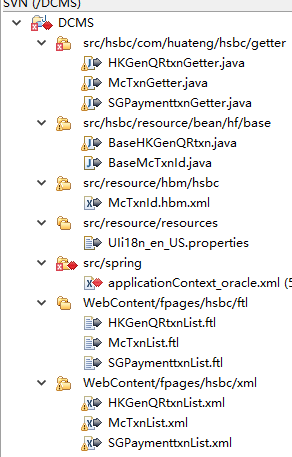 SVN (/DCMS)
DCMS
src/hsbc/com/huateng/hsbc/getter
HKGenQRtxnGetter.java
McTxnGetter.java
SGPaymenttxnGetter.java
src/hsbc/resource/bean/hf/base
BaseHKGenQRtxn.java
BaseMcTxnId.java
src/resource/hbm/hsbc
McTxnId.hbm.xml
src/resource/resources
UIi18n_en_US.properties
src/spring
applicationContext_oracle.xml (5
WebContent/fpages/hsbc/ftl
HKGenQRtxnList.ftl
McTxnList.ftl
SGPaymenttxnList.ftl
WebContent/fpages/hsbc/xml
HKGenQRtxnList.xml
McTxnList.xml
SGPaymenttxnList.xml